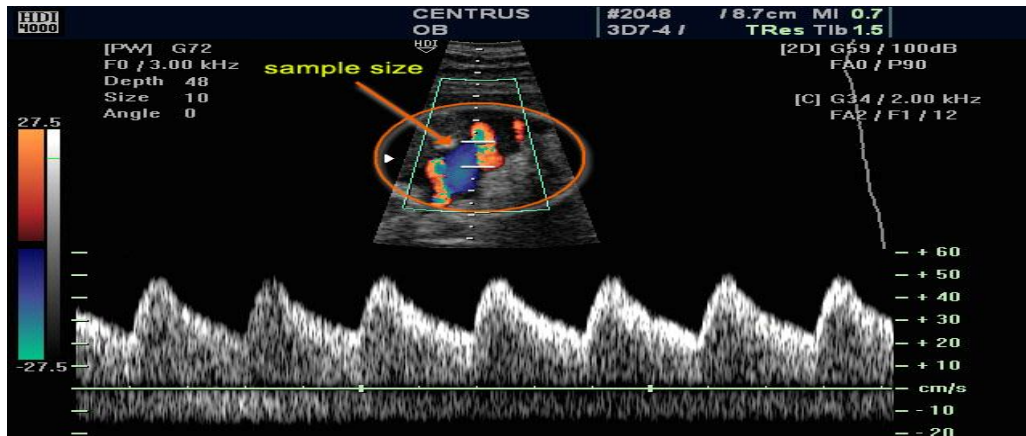 HDI
4000
CENTRUS
OB
#2048 / 8.7cm MI 0.7
3D7-4 / TRes TIb 1.5
[PW] G72
F0 / 3.00 kHz
Depth 48
Size 10
Angle 0
HDI
sample size
[2D] G59 / 100dB
FA0 / P90
[C] G34 / 2.00 kHz
FA2 / F1 / 12
27.5
-27.5
+ 60
+ 50
+ 40
+ 30
+ 20
+ 10
cm/s
- 10
- 20